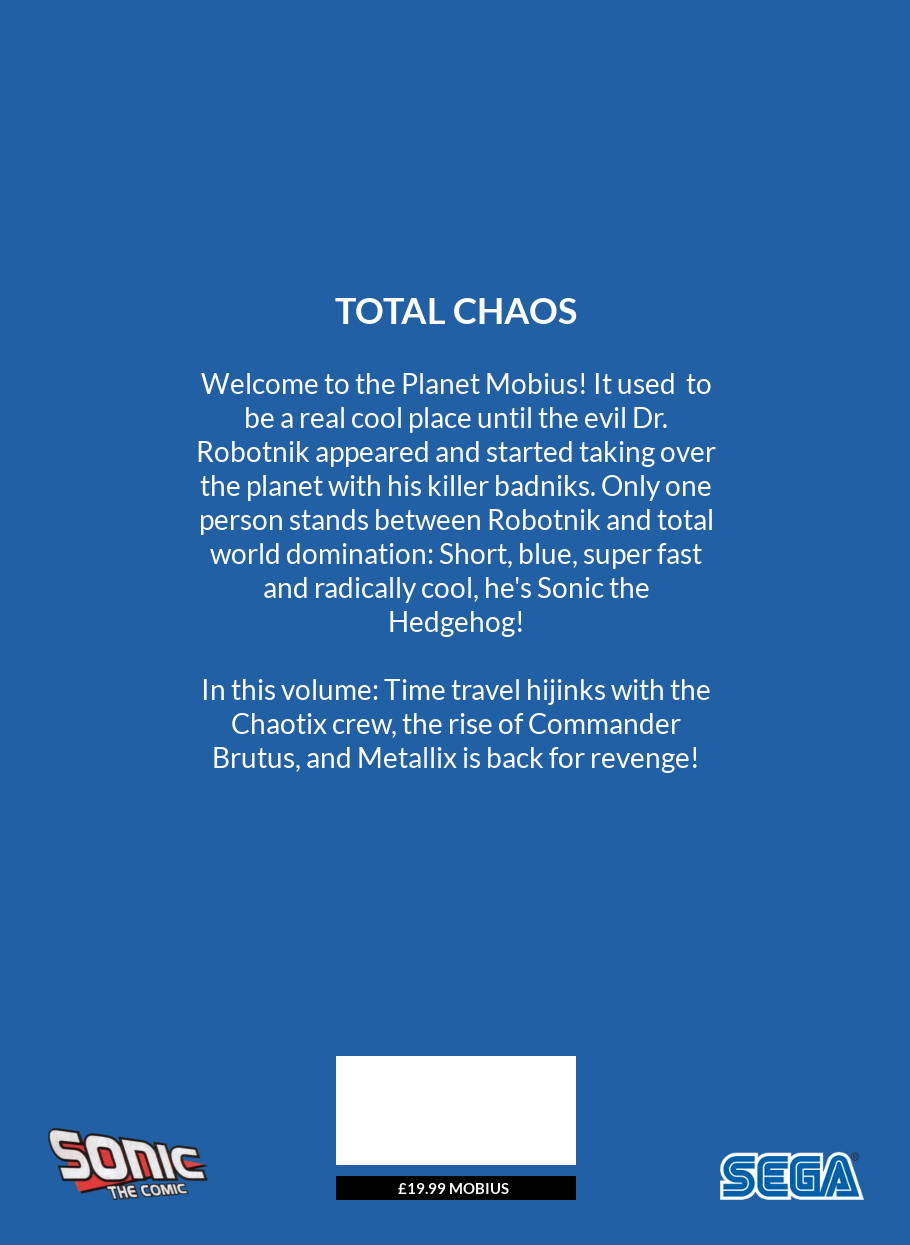 TOTAL CHAOS
Welcome to the Planet Mobius! It used  to
be a real cool place until the evil Dr.
Robotnik appeared and started taking over
the planet with his killer badniks. Only one
person stands between Robotnik and total
world domination: Short, blue, super fast
and radically cool, he's Sonic the
Hedgehog!
In this volume: Time travel hijinks with the
Chaotix crew, the rise of Commander
Brutus, and Metallix is back for revenge!
SONIC
THE COMIC
£19.99 MOBIUS
SEGA®